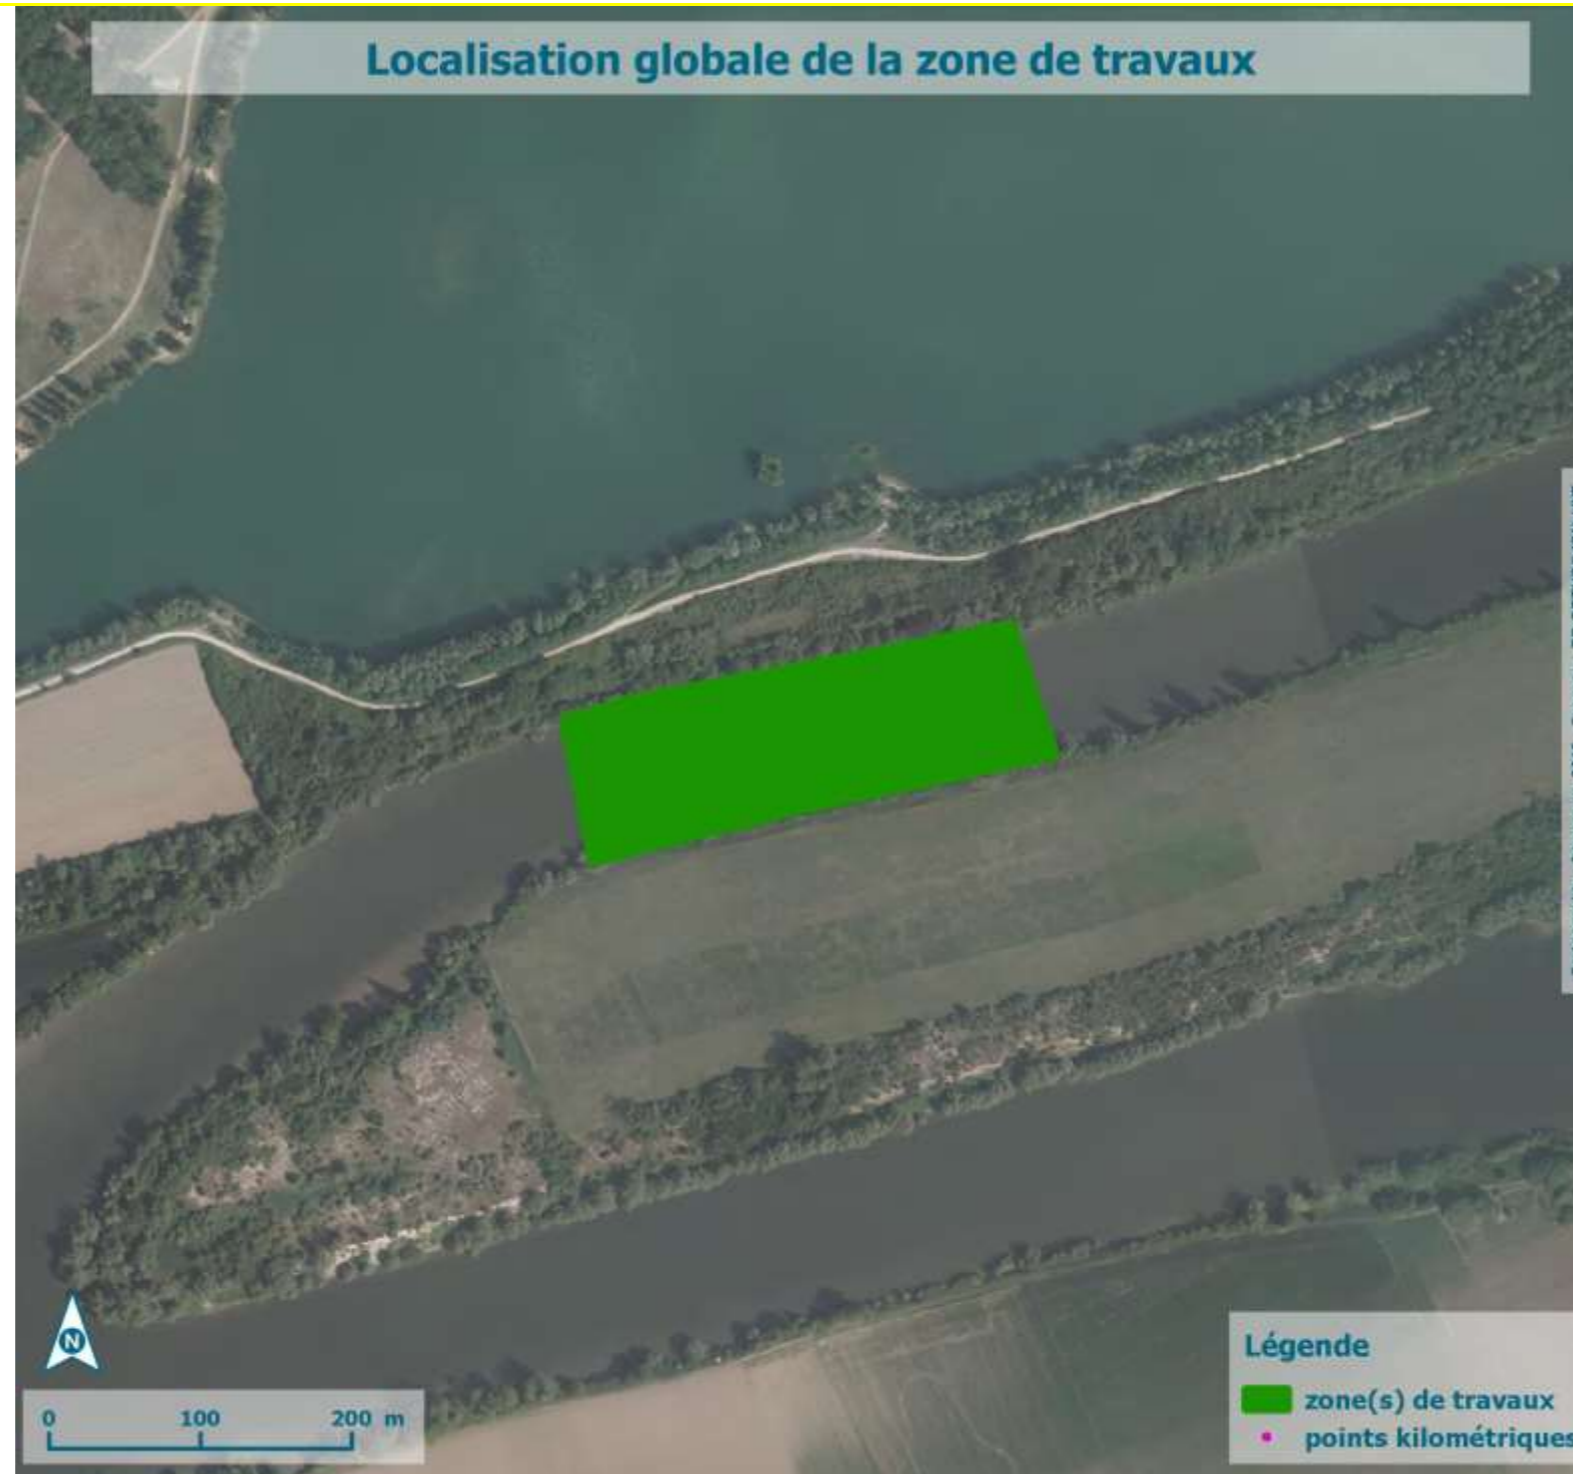 Localisation globale de la zone de travaux
N
0 100 200 m
Légende
zone(s) de travaux
points kilométriques